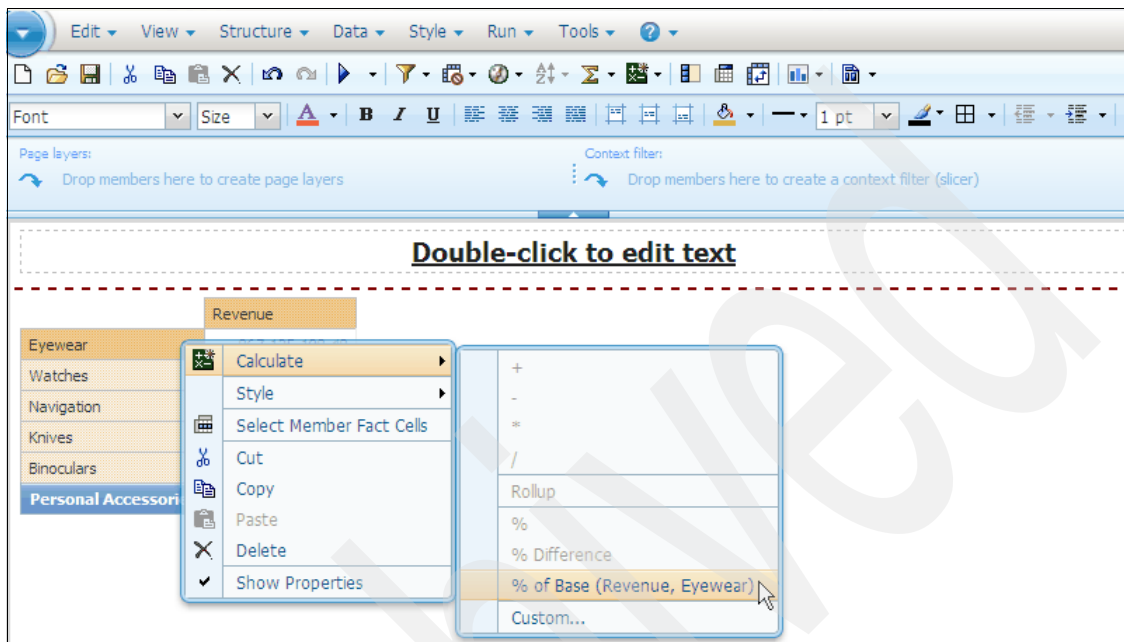 Edit View Structure Data Style Run Tools
Font Size A B I U 1 pt
Page layers: Context filter:
Drop members here to create page layers Drop members here to create a context filter (slicer)
Double-click to edit text
Revenue
Eyewear
Watches
Navigation
Knives
Binoculars
Personal Accessori
Calculate
Style
Select Member Fact Cells
Cut
Copy
Paste
Delete
Show Properties
+
-
*
/
Rollup
%
% Difference
% of Base (Revenue, Eyewear)
Custom...